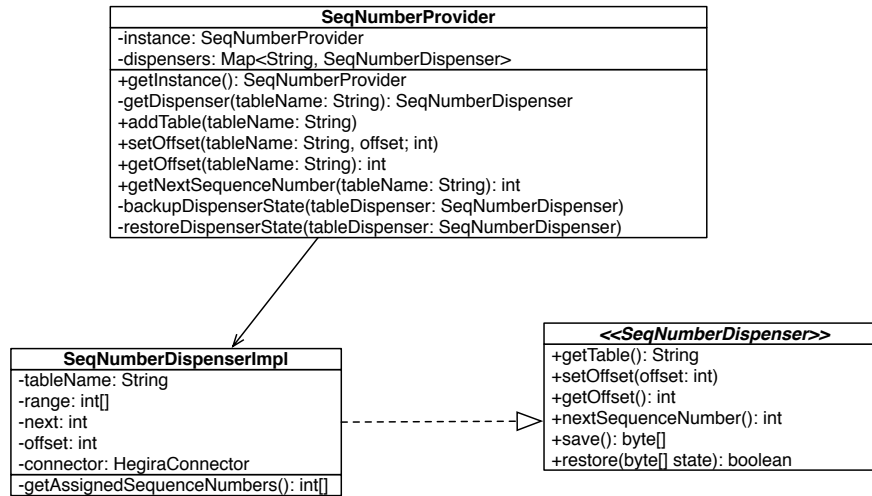 SeqNumberProvider
-instance: SeqNumberProvider
-dispensers: Map<String, SeqNumberDispenser>
+getInstance(): SeqNumberProvider
-getDispenser(tableName: String): SeqNumberDispenser
+addTable(tableName: String)
+setOffset(tableName: String, offset; int)
+getOffset(tableName: String): int
+getNextSequenceNumber(tableName: String): int
-backupDispenserState(tableDispenser: SeqNumberDispenser)
-restoreDispenserState(tableDispenser: SeqNumberDispenser)
SeqNumberDispenserImpl
-tableName: String
-range: int[]
-next: int
-offset: int
-connector: HegiraConnector
-getAssignedSequenceNumbers(): int[]
<<SeqNumberDispenser>>
+getTable(): String
+setOffset(offset: int)
+getOffset(): int
+nextSequenceNumber(): int
+save(): byte[]
+restore(byte[] state): boolean